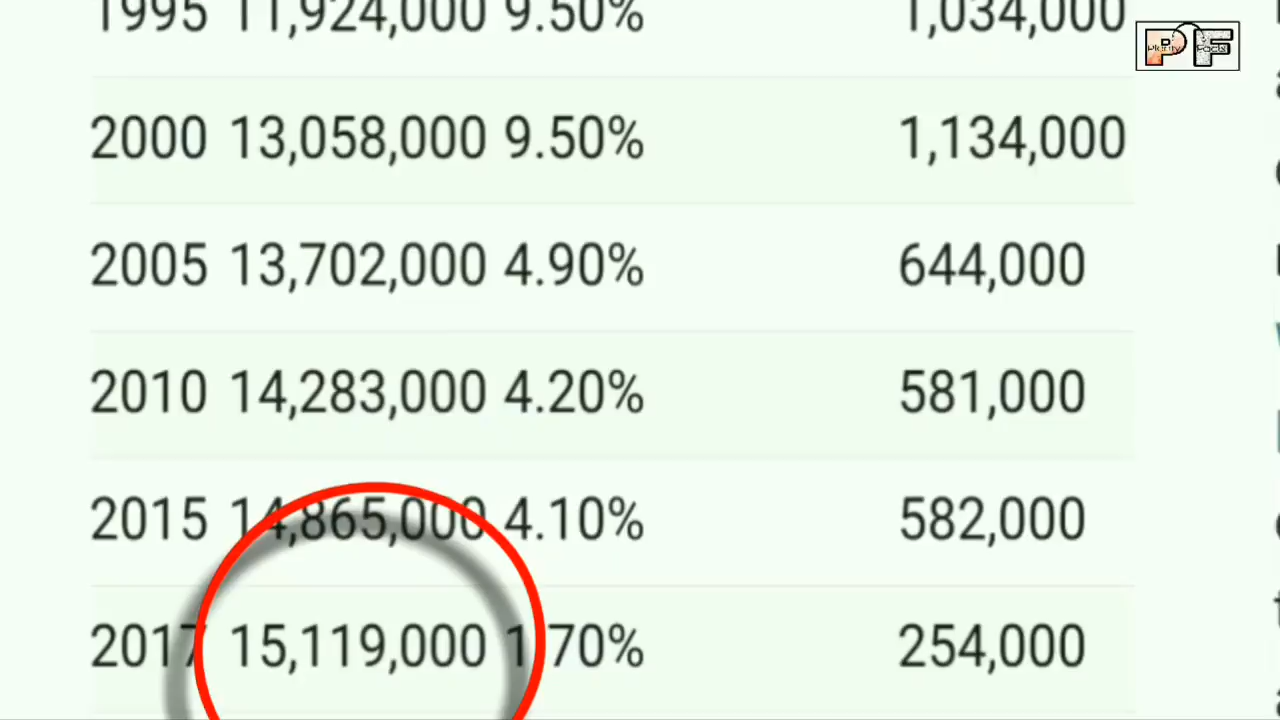 1995 11,924,000 9.50% 1,034,000
2000 13,058,000 9.50% 1,134,000
2005 13,702,000 4.90% 644,000
2010 14,283,000 4.20% 581,000
2015 14,865,000 4.10% 582,000
2017 15,119,000 1.70% 254,000
PF